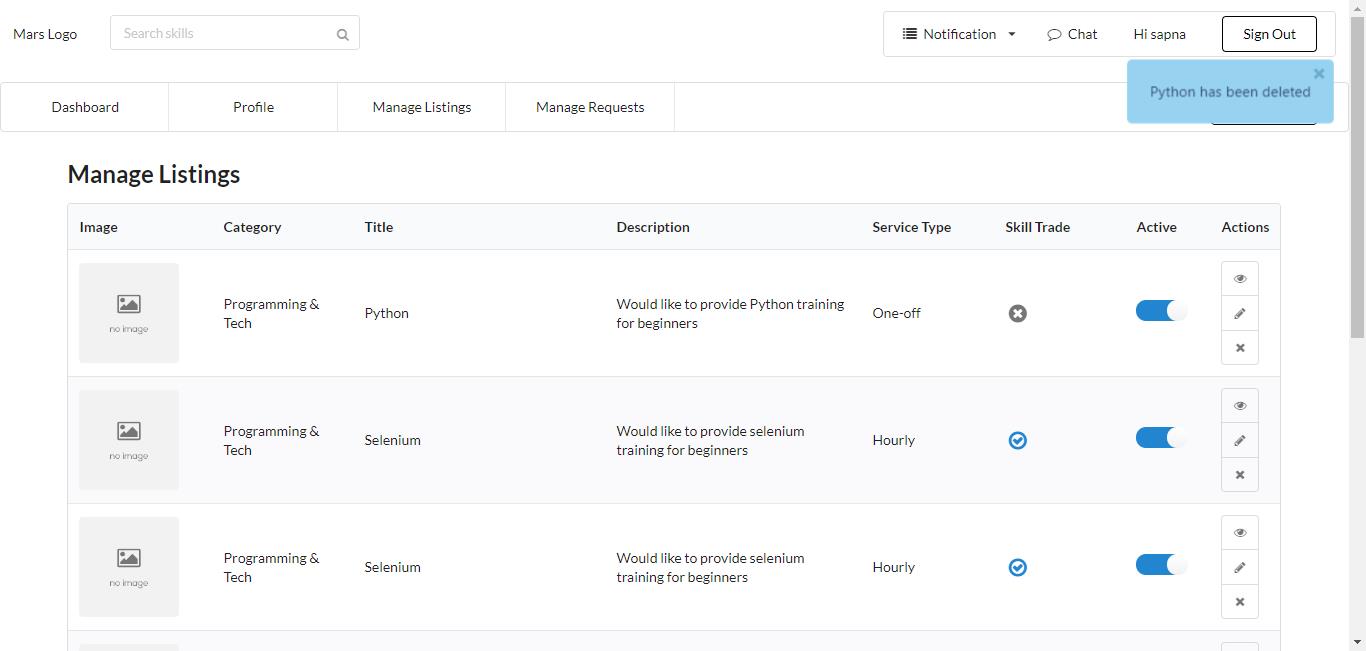 Mars Logo
Search skills
Notification
Chat
Hi sapna
Sign Out
Python has been deleted
Dashboard
Profile
Manage Listings
Manage Requests
Manage Listings
Image Category Title Description Service Type Skill Trade Active Actions
no image
Programming &
Tech
Python
Would like to provide Python training
for beginners
One-off
no image
Programming &
Tech
Selenium
Would like to provide selenium
training for beginners
Hourly
no image
Programming &
Tech
Selenium
Would like to provide selenium
training for beginners
Hourly